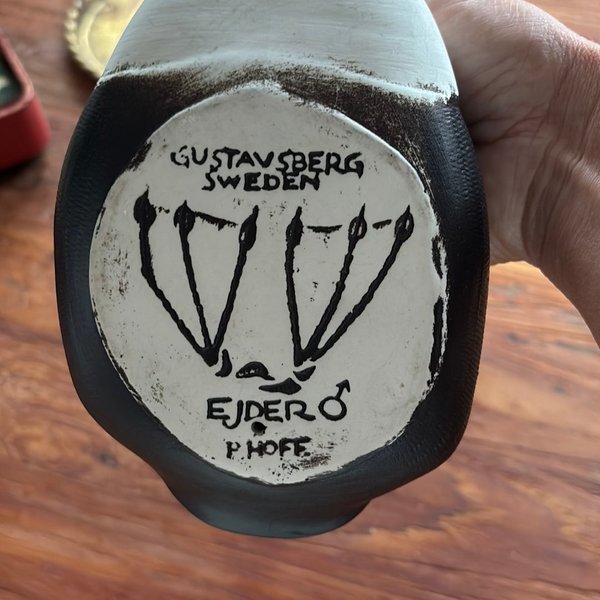 GUSTAVSBERG
SWEDEN
EJDER ♂
P. HOFF.